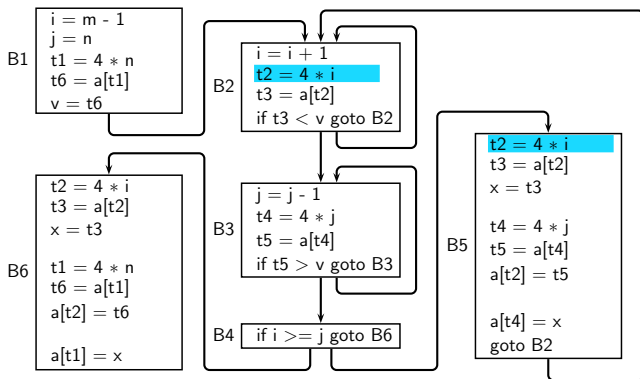 B1
i = m - 1
j = n
t1 = 4 * n
t6 = a[t1]
v = t6
B2
i = i + 1
t2 = 4 * i
t3 = a[t2]
if t3 < v goto B2
B3
j = j - 1
t4 = 4 * j
t5 = a[t4]
if t5 > v goto B3
B4
if i >= j goto B6
B5
t2 = 4 * i
t3 = a[t2]
x = t3
t4 = 4 * j
t5 = a[t4]
a[t2] = t5
a[t4] = x
goto B2
B6
t2 = 4 * i
t3 = a[t2]
x = t3
t1 = 4 * n
t6 = a[t1]
a[t2] = t6
a[t1] = x